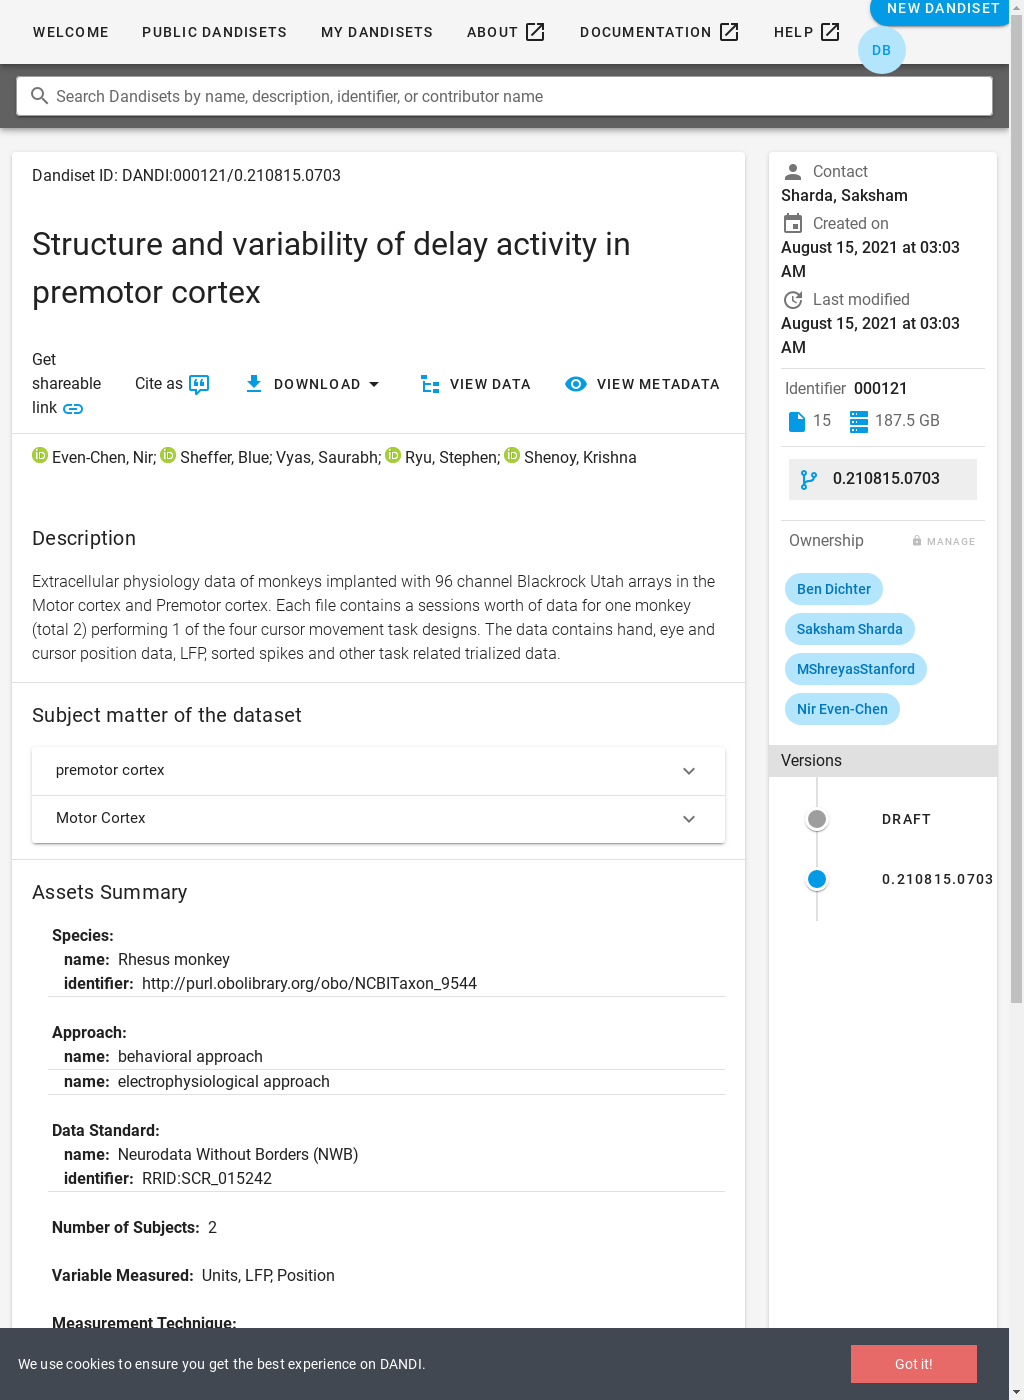 WELCOME PUBLIC DANDISETS MY DANDISETS ABOUT DOCUMENTATION HELP NEW DANDISET
DB
Search Dandisets by name, description, identifier, or contributor name
Dandiset ID: DANDI:000121/0.210815.0703
Structure and variability of delay activity in
premotor cortex
Get
shareable
link
Cite as
DOWNLOAD
VIEW DATA
VIEW METADATA
iD Even-Chen, Nir; iD Sheffer, Blue; Vyas, Saurabh; iD Ryu, Stephen; iD Shenoy, Krishna
Description
Extracellular physiology data of monkeys implanted with 96 channel Blackrock Utah arrays in the
Motor cortex and Premotor cortex. Each file contains a sessions worth of data for one monkey
(total 2) performing 1 of the four cursor movement task designs. The data contains hand, eye and
cursor position data, LFP, sorted spikes and other task related trialized data.
Subject matter of the dataset
premotor cortex
Motor Cortex
Assets Summary
Species:
name: Rhesus monkey
identifier: http://purl.obolibrary.org/obo/NCBITaxon_9544
Approach:
name: behavioral approach
name: electrophysiological approach
Data Standard:
name: Neurodata Without Borders (NWB)
identifier: RRID:SCR_015242
Number of Subjects: 2
Variable Measured: Units, LFP, Position
Measurement Technique:
Contact
Sharda, Saksham
Created on
August 15, 2021 at 03:03
AM
Last modified
August 15, 2021 at 03:03
AM
Identifier 000121
15 187.5 GB
0.210815.0703
Ownership MANAGE
Ben Dichter
Saksham Sharda
MShreyasStanford
Nir Even-Chen
Versions
DRAFT
0.210815.0703
We use cookies to ensure you get the best experience on DANDI.
Got it!